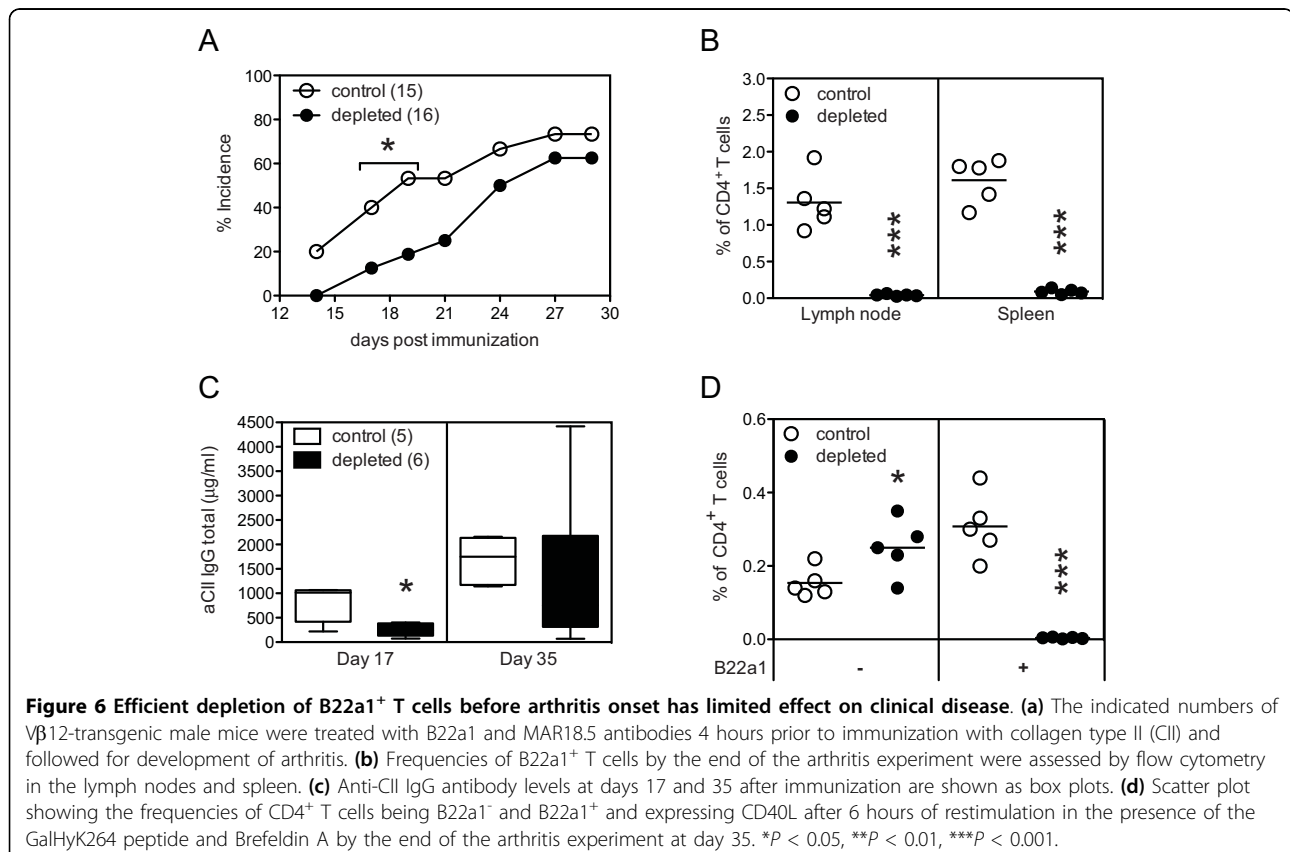 A
% Incidence
100
80
60
40
20
0
control (15)
depleted (16)
*
12 15 18 21 24 27 30
days post immunization
B
% of CD4+ T cells
3.0
2.5
2.0
1.5
1.0
0.5
0.0
control
depleted
***
***
Lymph node Spleen
C
aCII IgG total (µg/ml)
4500
4000
3500
3000
2500
2000
1500
1000
500
0
control (5)
depleted (6)
*
Day 17 Day 35
D
% of CD4+ T cells
0.6
0.4
0.2
0.0
control
depleted
*
***
B22a1 - +
Figure 6 Efficient depletion of B22a1+ T cells before arthritis onset has limited effect on clinical disease. (a) The indicated numbers of
Vβ12-transgenic male mice were treated with B22a1 and MAR18.5 antibodies 4 hours prior to immunization with collagen type II (CII) and
followed for development of arthritis. (b) Frequencies of B22a1+ T cells by the end of the arthritis experiment were assessed by flow cytometry
in the lymph nodes and spleen. (c) Anti-CII IgG antibody levels at days 17 and 35 after immunization are shown as box plots. (d) Scatter plot
showing the frequencies of CD4+ T cells being B22a1- and B22a1+ and expressing CD40L after 6 hours of restimulation in the presence of the
GalHyK264 peptide and Brefeldin A by the end of the arthritis experiment at day 35. *P < 0.05, **P < 0.01, ***P < 0.001.